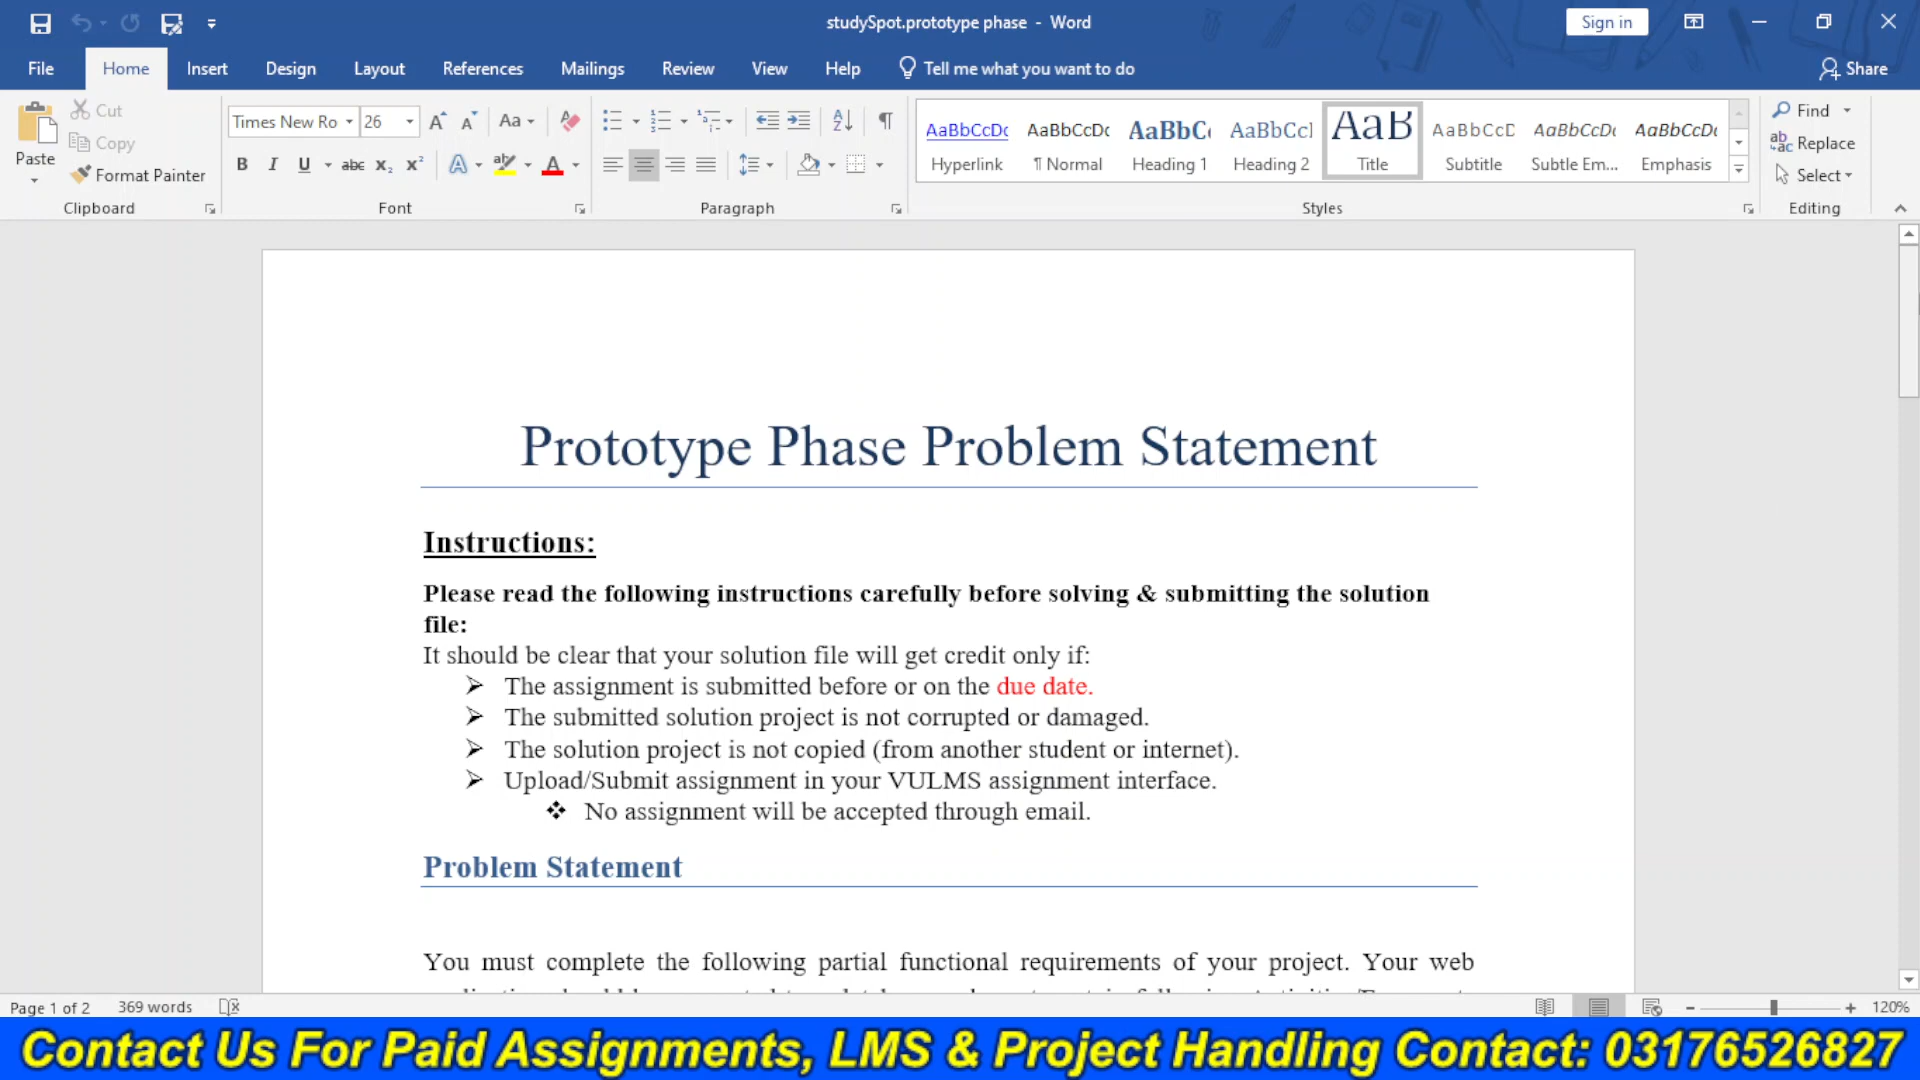 studySpot.prototype phase - Word
Sign in
File Home Insert Design Layout References Mailings Review View Help Tell me what you want to do Share
Paste
Cut
Copy
Format Painter
Clipboard
Times New Ro 26
Font
Paragraph
AaBbCcDc AaBbCcDc AaBbC AaBbCcI AaB AaBbCcD AaBbCcDc AaBbCcDc
Hyperlink ¶ Normal Heading 1 Heading 2 Title Subtitle Subtle Em... Emphasis
Styles
Find
Replace
Select
Editing
Prototype Phase Problem Statement
Instructions:
Please read the following instructions carefully before solving & submitting the solution
file:
It should be clear that your solution file will get credit only if:
➢ The assignment is submitted before or on the due date.
➢ The submitted solution project is not corrupted or damaged.
➢ The solution project is not copied (from another student or internet).
➢ Upload/Submit assignment in your VULMS assignment interface.
❖ No assignment will be accepted through email.
Problem Statement
You must complete the following partial functional requirements of your project. Your web
Page 1 of 2 369 words 120%
Contact Us For Paid Assignments, LMS & Project Handling Contact: 03176526827